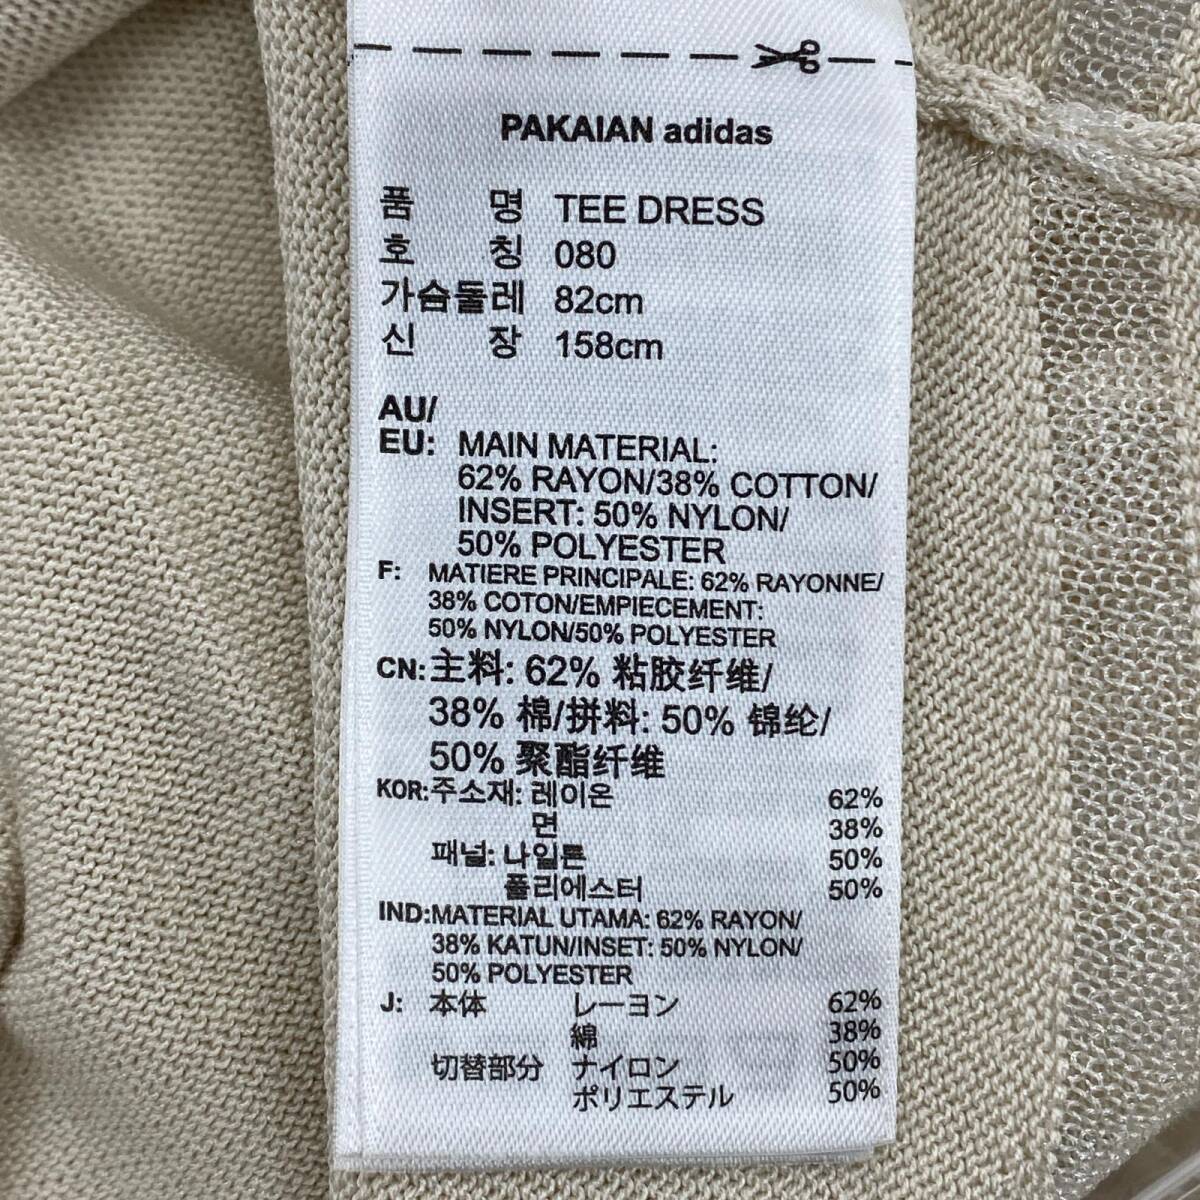 PAKAIAN adidas
품 명 TEE DRESS
호 칭 080
가슴둘레 82cm
신 장 158cm
AU/
EU: MAIN MATERIAL:
62% RAYON/38% COTTON/
INSERT: 50% NYLON/
50% POLYESTER
F: MATIERE PRINCIPALE: 62% RAYONNE/
38% COTON/EMPIECEMENT:
50% NYLON/50% POLYESTER
CN: 主料: 62% 粘胶纤维/
38% 棉/拼料: 50% 锦纶/
50% 聚酯纤维
KOR: 주소재: 레이온 62%
면 38%
패널: 나일론 50%
폴리에스터 50%
IND: MATERIAL UTAMA: 62% RAYON/
38% KATUN/INSET: 50% NYLON/
50% POLYESTER
J: 本体 レーヨン 62%
綿 38%
切替部分 ナイロン 50%
ポリエステル 50%